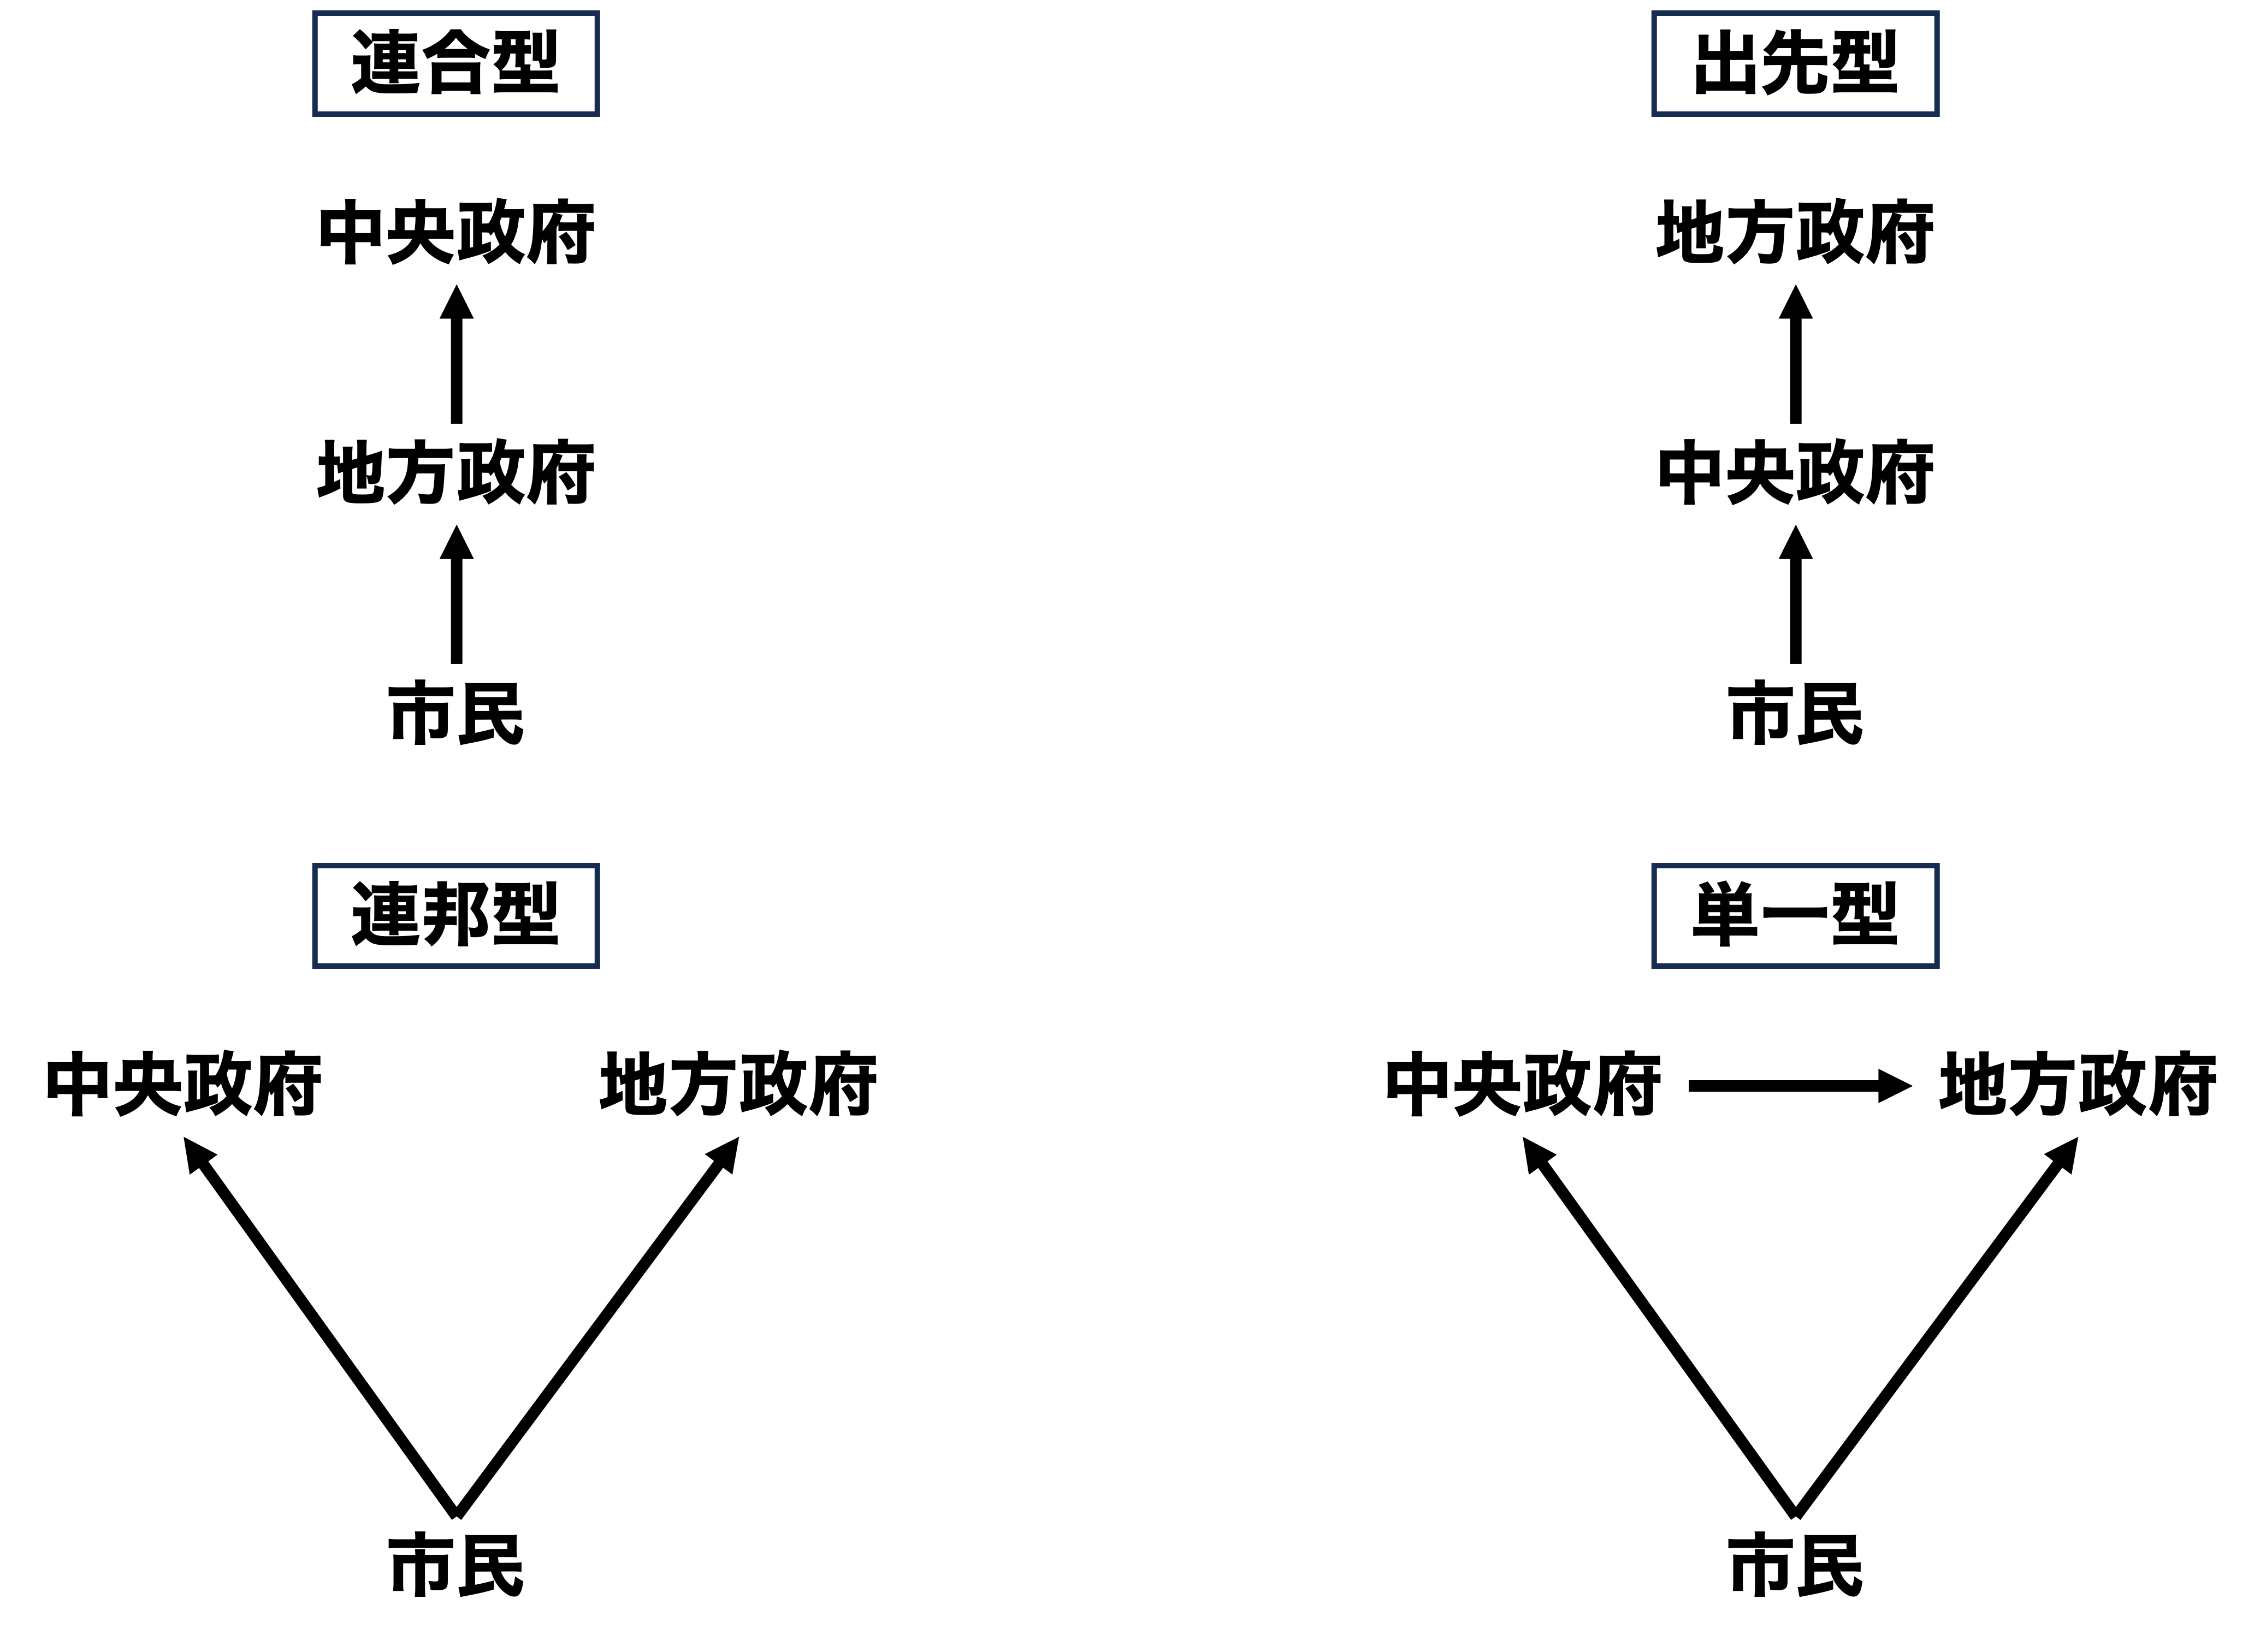 連合型
中央政府
地方政府
市民
出先型
地方政府
中央政府
市民
連邦型
中央政府
地方政府
市民
単一型
中央政府
地方政府
市民